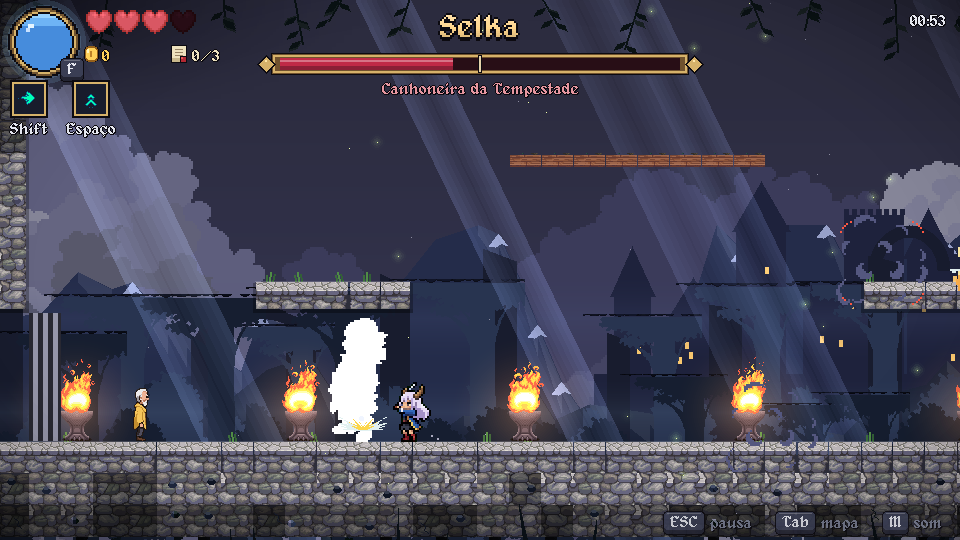 Selka
00:53
F
0
0/3
Canhoneira da Tempestade
Shift
Espaço
ESC pausa
Tab mapa
M som